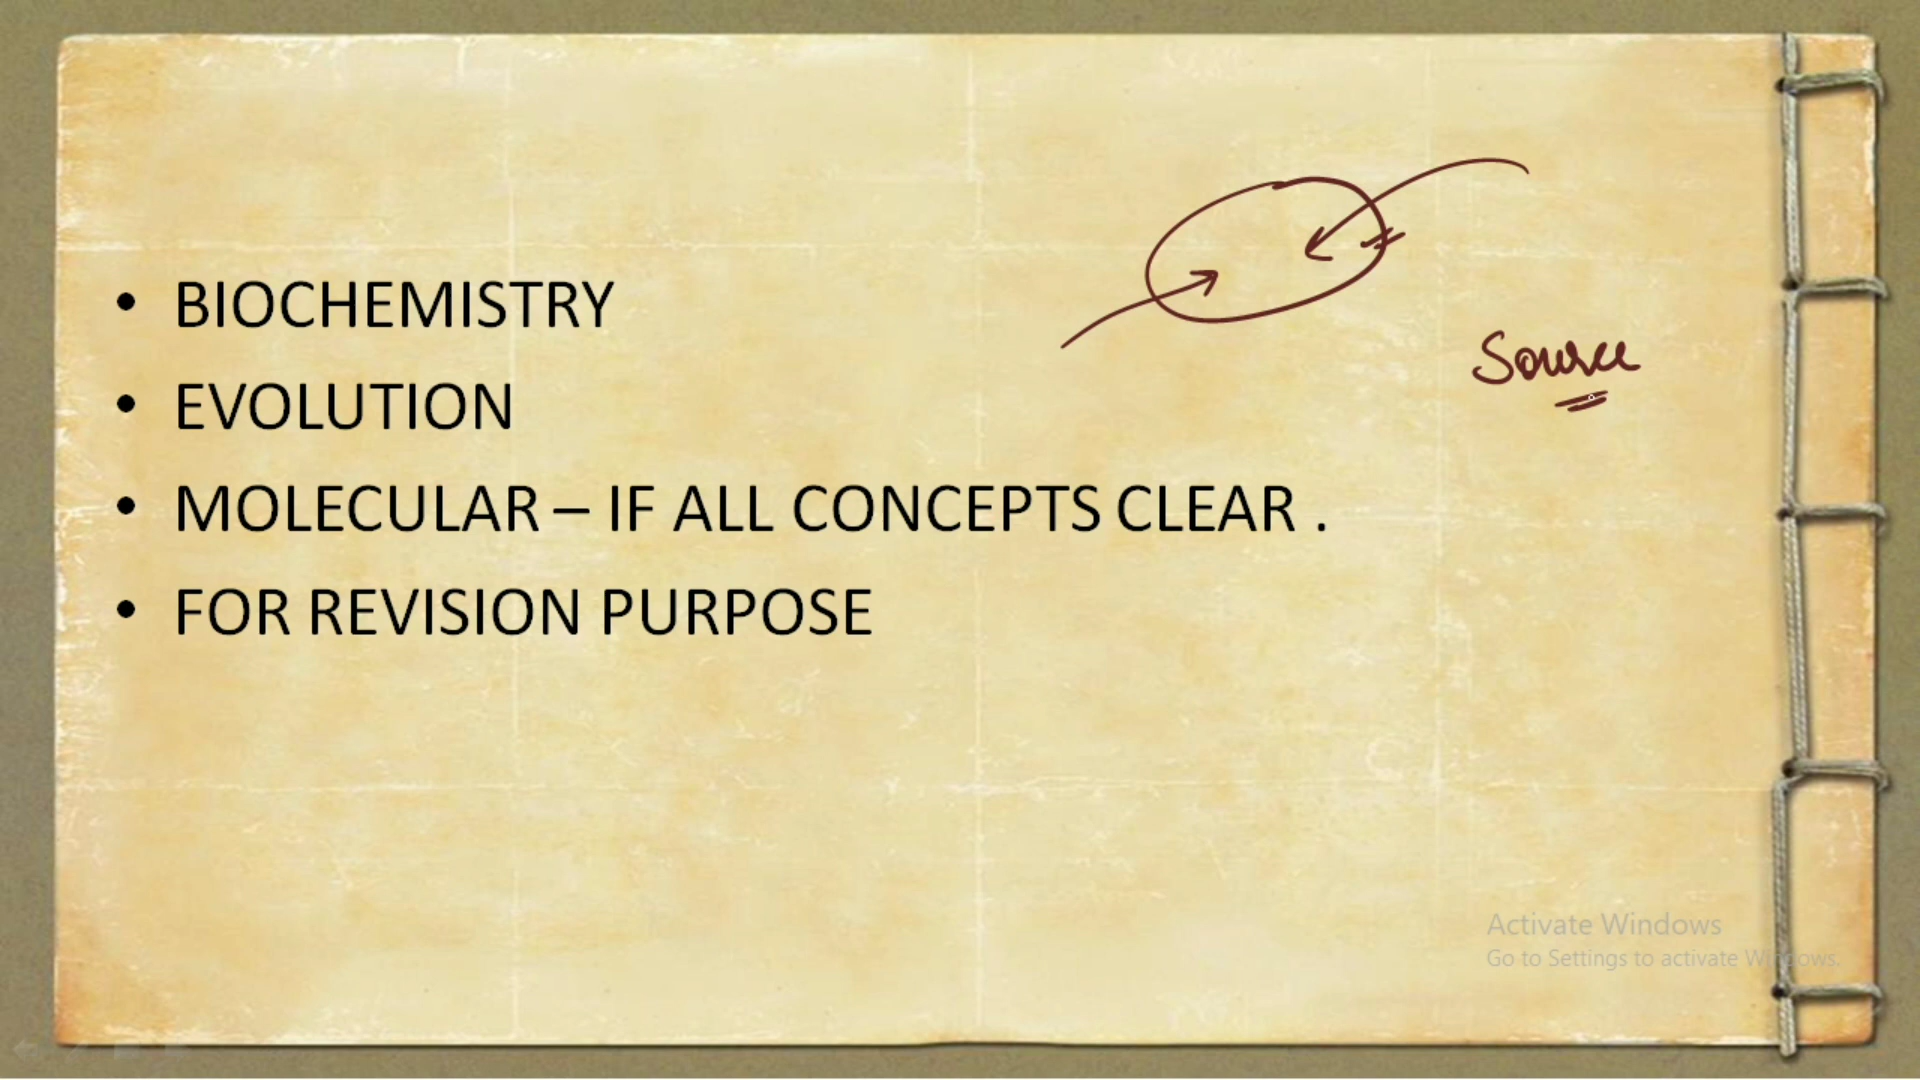 • BIOCHEMISTRY
• EVOLUTION
• MOLECULAR – IF ALL CONCEPTS CLEAR .
• FOR REVISION PURPOSE
Source
Activate Windows
Go to Settings to activate Windows.